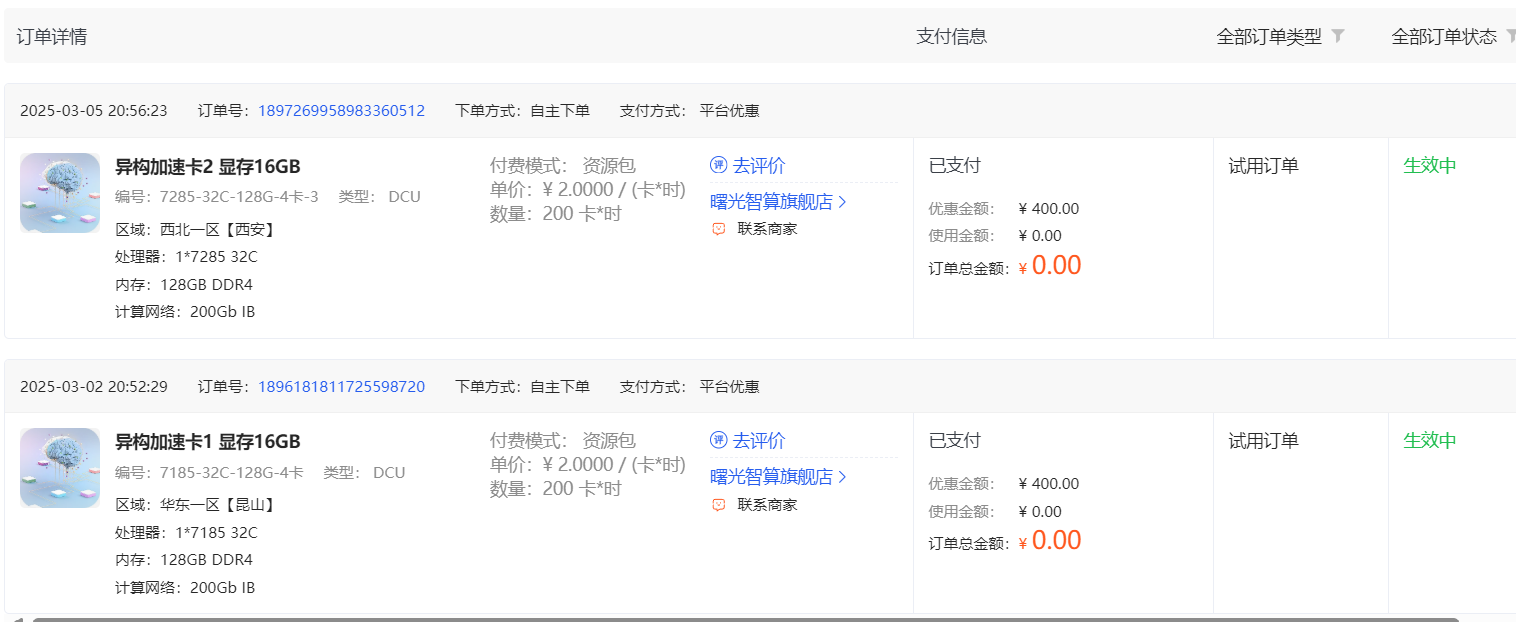 订单详情 支付信息 全部订单类型 全部订单状态
2025-03-05 20:56:23 订单号: 1897269958983360512 下单方式: 自主下单 支付方式: 平台优惠
异构加速卡2 显存16GB
编号: 7285-32C-128G-4卡-3 类型: DCU
区域: 西北一区【西安】
处理器: 1*7285 32C
内存: 128GB DDR4
计算网络: 200Gb IB
付费模式: 资源包
单价: ¥ 2.0000 / (卡*时)
数量: 200 卡*时
评 去评价
曙光智算旗舰店 >
联系商家
已支付
优惠金额: ¥ 400.00
使用金额: ¥ 0.00
订单总金额: ¥ 0.00
试用订单
生效中
2025-03-02 20:52:29 订单号: 1896181811725598720 下单方式: 自主下单 支付方式: 平台优惠
异构加速卡1 显存16GB
编号: 7185-32C-128G-4卡 类型: DCU
区域: 华东一区【昆山】
处理器: 1*7185 32C
内存: 128GB DDR4
计算网络: 200Gb IB
付费模式: 资源包
单价: ¥ 2.0000 / (卡*时)
数量: 200 卡*时
评 去评价
曙光智算旗舰店 >
联系商家
已支付
优惠金额: ¥ 400.00
使用金额: ¥ 0.00
订单总金额: ¥ 0.00
试用订单
生效中